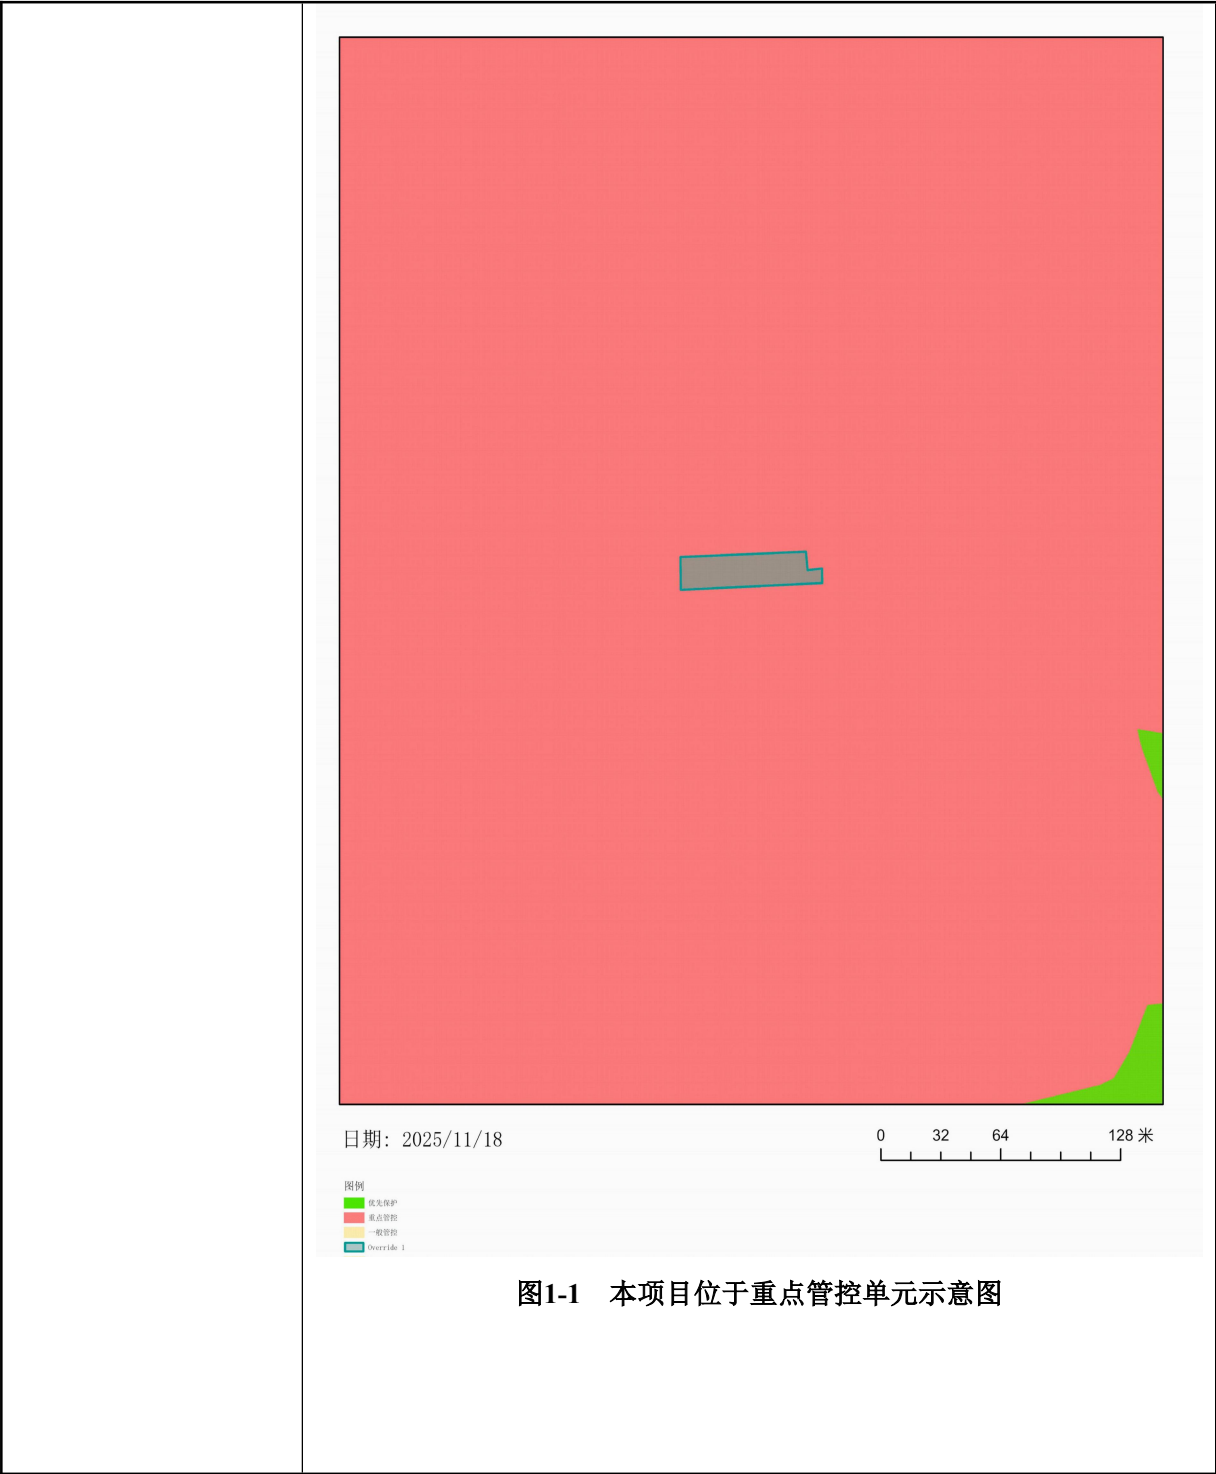 日期: 2025/11/18
0 32 64 128 米
图例
优先保护
重点管控
一般管控
Override 1
图1-1 本项目位于重点管控单元示意图